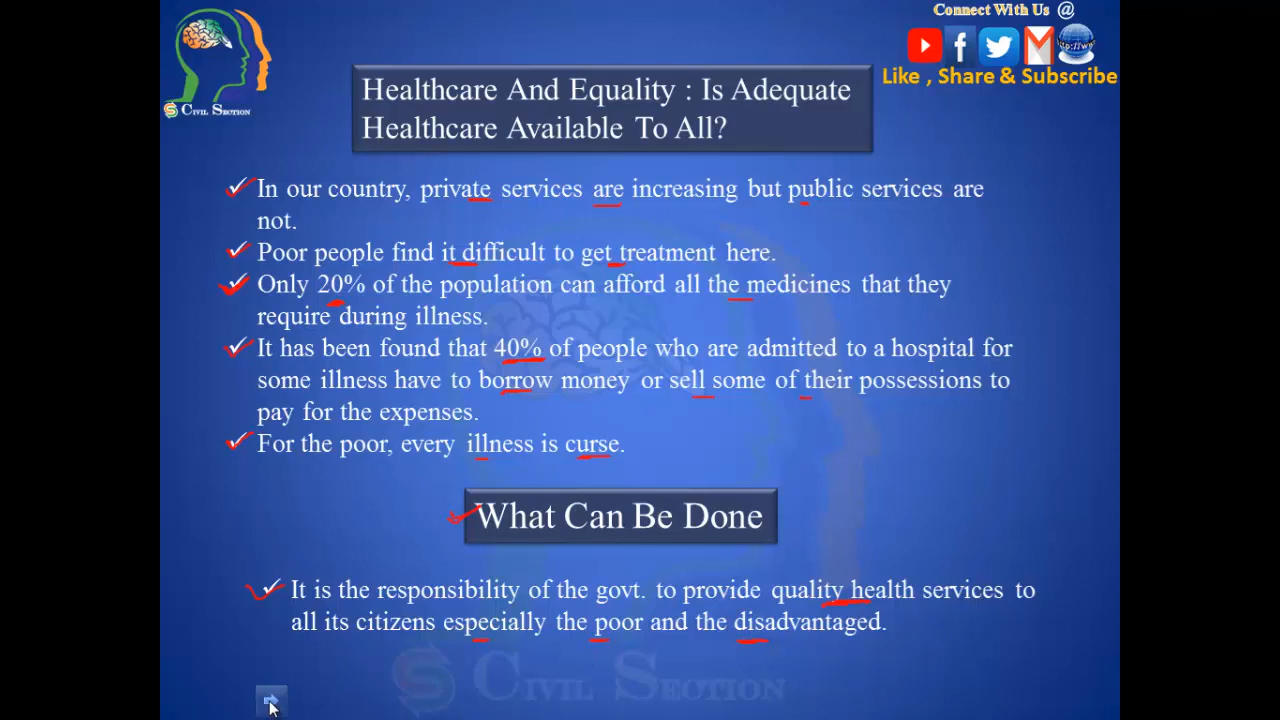 Connect With Us @
http://ww
Like , Share & Subscribe
CIVIL SECTION
Healthcare And Equality : Is Adequate
Healthcare Available To All?
In our country, private services are increasing but public services are
not.
Poor people find it difficult to get treatment here.
Only 20% of the population can afford all the medicines that they
require during illness.
It has been found that 40% of people who are admitted to a hospital for
some illness have to borrow money or sell some of their possessions to
pay for the expenses.
For the poor, every illness is curse.
What Can Be Done
It is the responsibility of the govt. to provide quality health services to
all its citizens especially the poor and the disadvantaged.
CIVIL SECTION